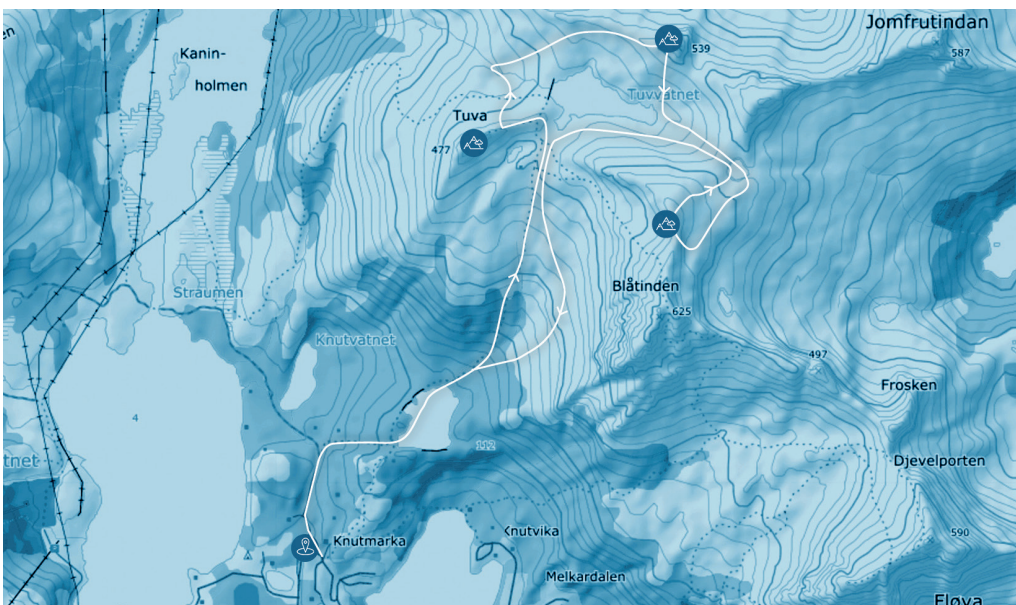 Jomfrutindan
587
539
Kanin-
holmen
Tuvvatnet
Tuva
477
Straumen
Blåtinden
625
Knutvatnet
497
Frosken
4
112
Djevelporten
tnet
Knutvika
590
Knutmarka
Melkardalen
Fløya